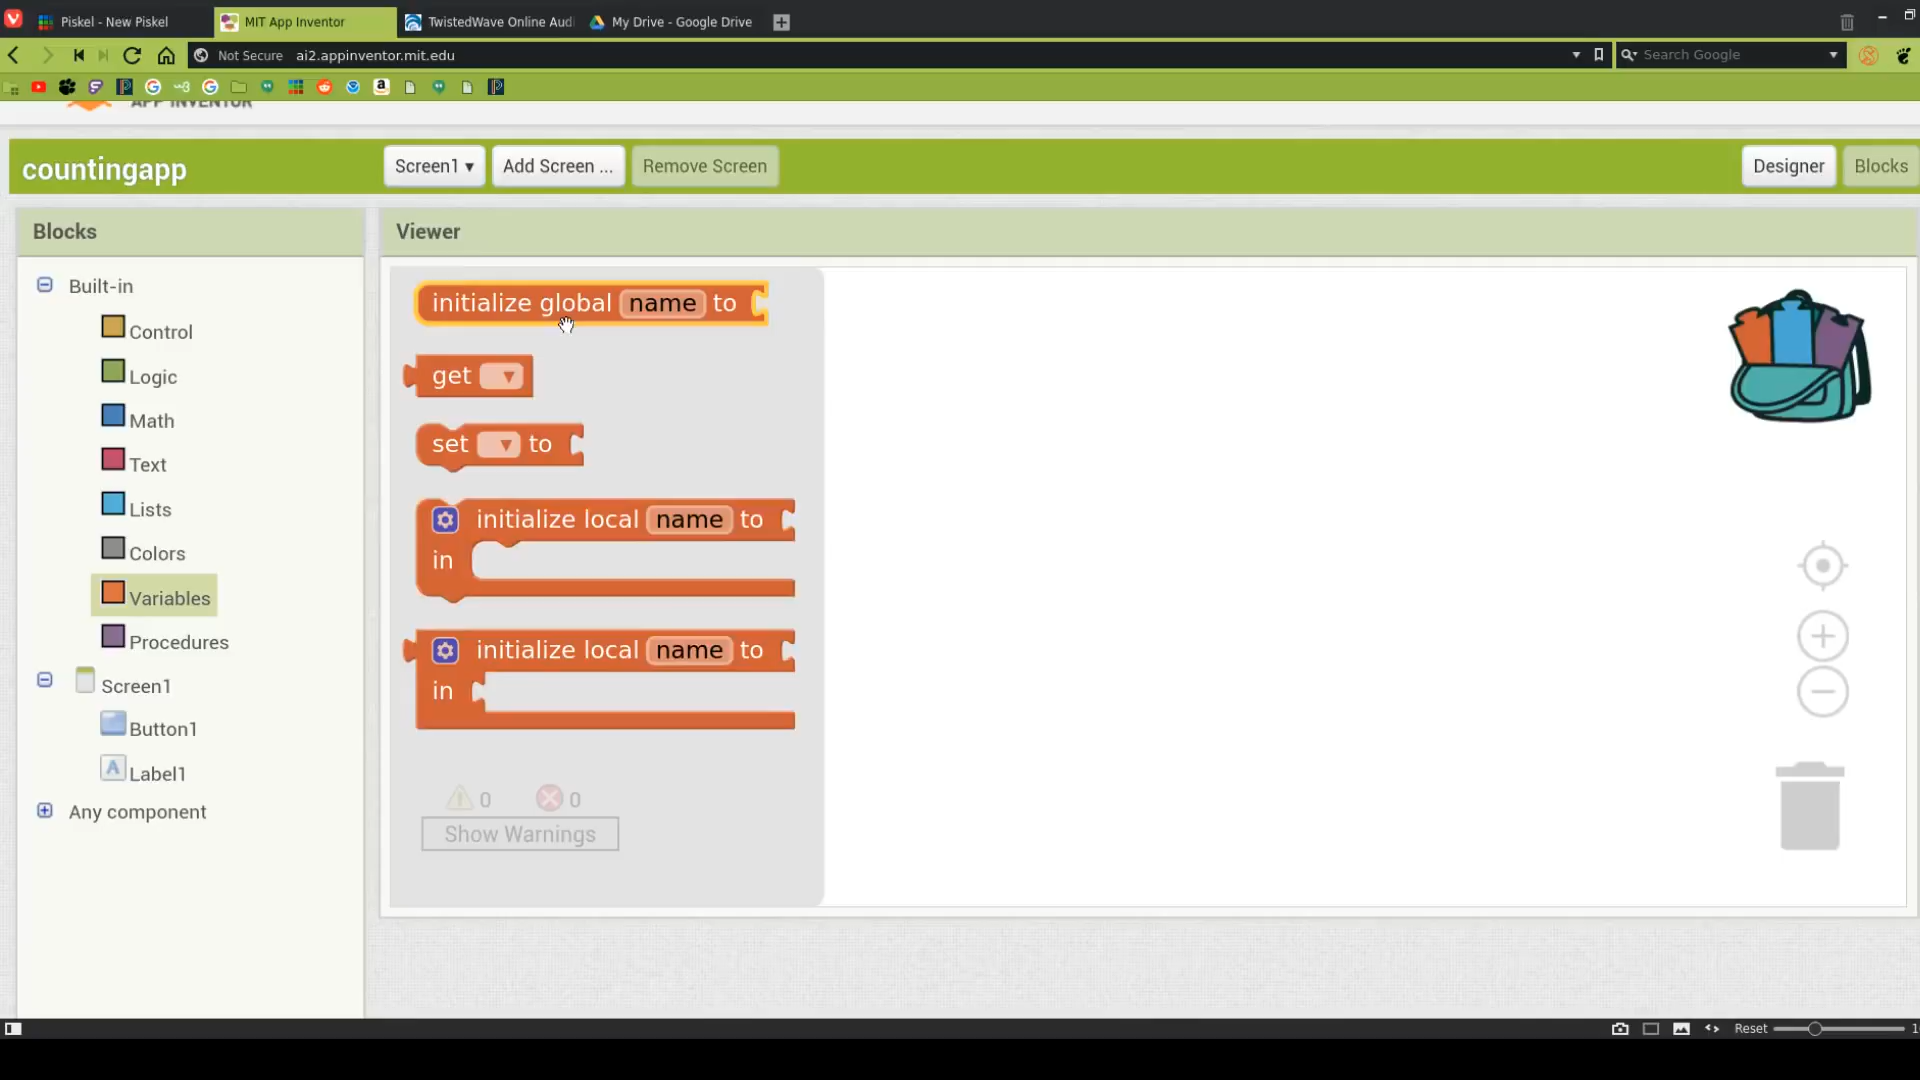 Piskel - New Piskel
MIT App Inventor
TwistedWave Online Audi
My Drive - Google Drive
Not Secure ai2.appinventor.mit.edu
Search Google
APP INVENTOR
countingapp
Screen1 ▾
Add Screen ...
Remove Screen
Designer
Blocks
Blocks
Viewer
Built-in
Control
Logic
Math
Text
Lists
Colors
Variables
Procedures
Screen1
Button1
A Label1
Any component
initialize global name to
get
set to
initialize local name to
in
initialize local name to
in
0 0
Show Warnings
Reset